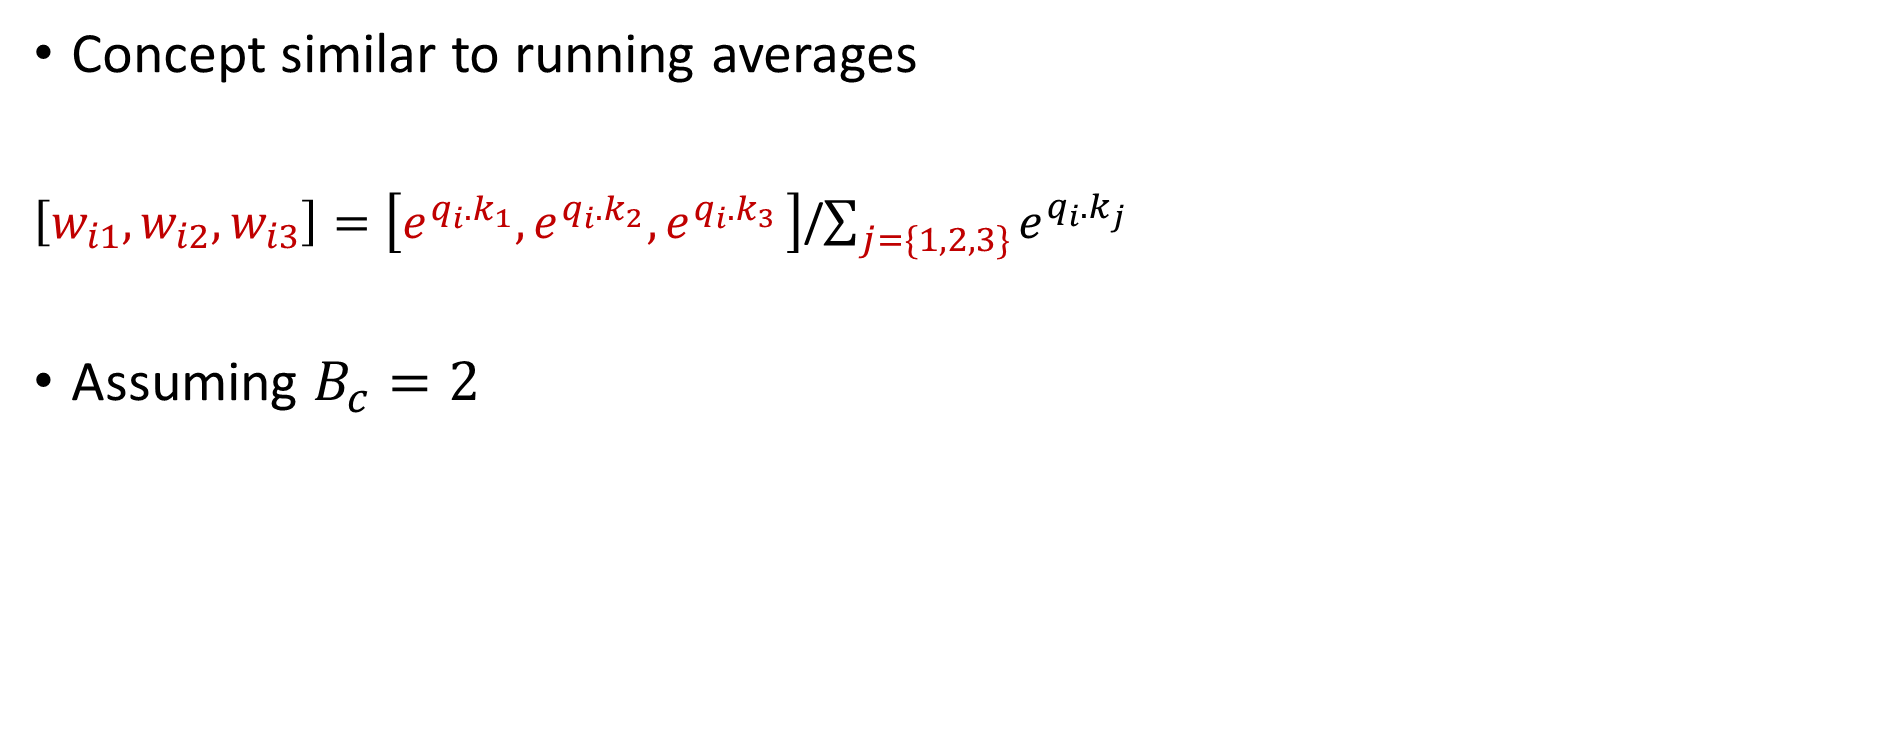 • Concept similar to running averages
[w_{i1}, w_{i2}, w_{i3}] = [e^{q_i.k_1}, e^{q_i.k_2}, e^{q_i.k_3}]/∑_{j={1,2,3}} e^{q_i.k_j}
• Assuming B_c = 2